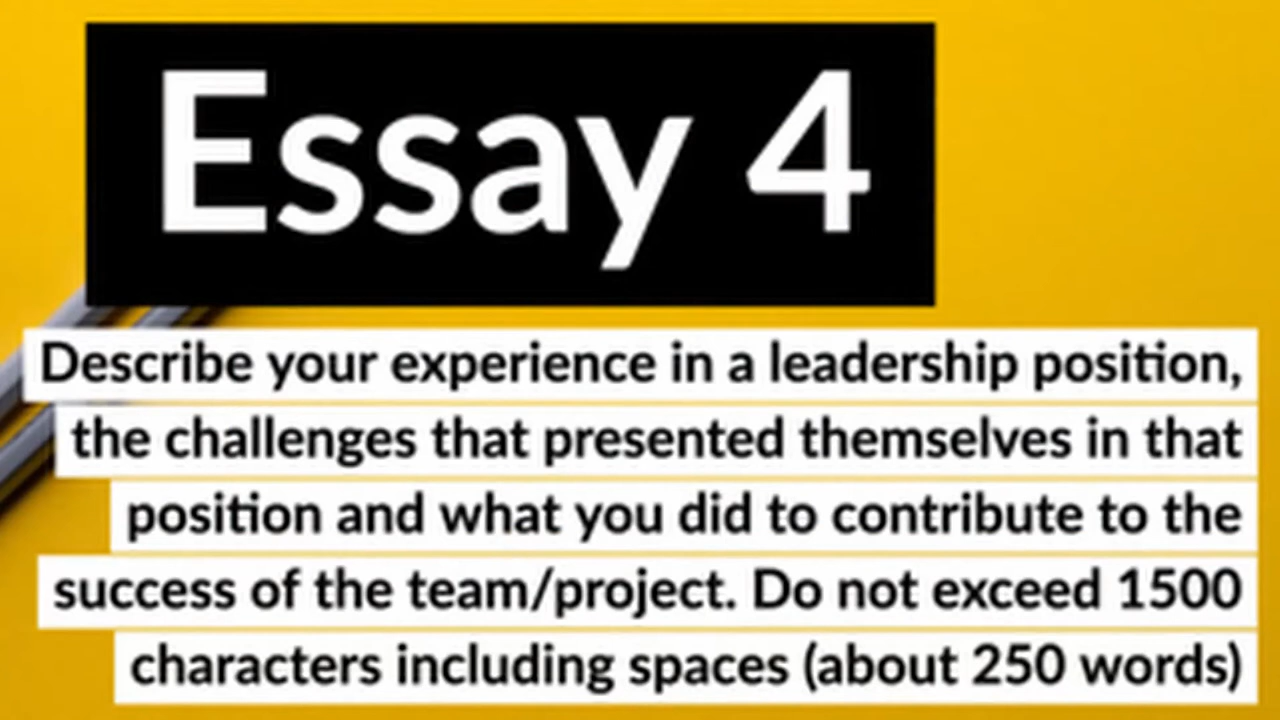 Essay 4
Describe your experience in a leadership position,
the challenges that presented themselves in that
position and what you did to contribute to the
success of the team/project. Do not exceed 1500
characters including spaces (about 250 words)